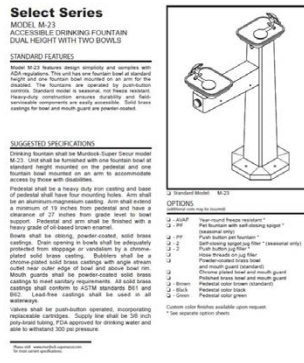 Select Series
MODEL M-23
ACCESSIBLE DRINKING FOUNTAIN
DUAL HEIGHT WITH TWO BOWLS
STANDARD FEATURES
Model M-23 features design simplicity and complies with
ADA regulations. This unit has one fountain bowl at standard
height and one fountain bowl mounted on an arm for the
disabled. The fountains are operated by push-button
controls. Standard model is seasonal, not freeze resistant.
Heavy-duty construction ensures durability and field-
serviceable components are easily accessible. Solid brass
castings for bowl and mouth guard are powder-coated.
SUGGESTED SPECIFICATIONS
Drinking fountain shall be Murdock-Super Secur model
M-23. Unit shall be furnished with one fountain bowl at
standard height mounted on the pedestal and one
fountain bowl mounted on an arm to accommodate
access by those with disabilities.
Pedestal shall be a heavy duty iron casting and base
of pedestal shall have four mounting holes. Arm shall
be an aluminum-magnesium casting. Arm shall extend
a minimum of 19 inches from pedestal and have a
clearance of 27 inches from grade level to bowl
support. Pedestal and arm shall be finished with a
heavy grade of oil-based brown enamel.
Bowls shall be oblong, powder-coated, solid brass
castings. Drain opening in bowls shall be adequately
protected from stoppage or vandalism by a chrome-
plated solid brass casting. Bubblers shall be a
chrome-plated solid brass castings with angle stream
outlet near outer edge of bowl and above bowl rim.
Mouth guards shall be powder-coated solid brass
castings to meet sanitary requirements. All solid brass
castings shall conform to ASTM standards B61 and
B62. Lead-free castings shall be used in all
waterways.
Valves shall be push-button operated, incorporating
replaceable cartridges. Supply line shall be 3/8 inch
poly-braid tubing, FDA approved for drinking water and
able to withstand 300 pressure.
Please visit www.murdock-supersecur.com
for most current specifications.
Standard Model M-23
OPTIONS
(additional cost may be incurred)
- AVAF Year-round freeze resistant *
- PF Pet fountain with self-closing spigot *
(seasonal only)
- PF Push button pet fountain *
- 2 Self-closing spigot jug filler * (seasonal only)
- 2 Push button jug filler *
Hose threads on jug filler
Powder-coated brass bowl
and mouth guard (standard)
Chrome plated bowl and mouth guard
Polished brass bowl and mouth guard
- Brown Pedestal color brown (standard)
- Black Pedestal color black
- Green Pedestal color green
Custom color finishes available upon request.
* See separate option sheets